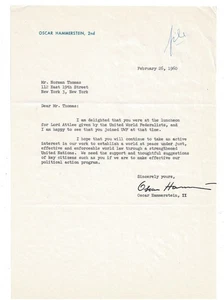 OSCAR HAMMERSTEIN, 2nd
file
February 26, 1960
Mr. Norman Thomas
112 East 19th Street
New York 3, New York
Dear Mr. Thomas:
I am delighted that you were at the luncheon
for Lord Attlee given by the United World Federalists, and
I am happy to see that you joined UWF at that time.
I hope that you will continue to take an active
interest in our work to establish a world at peace under just,
effective and enforceable world law through a strengthened
United Nations. We need the support and thoughtful suggestions
of key citizens such as you if we are to make effective our
political action program.
Sincerely yours,
Oscar Hammerstein, II